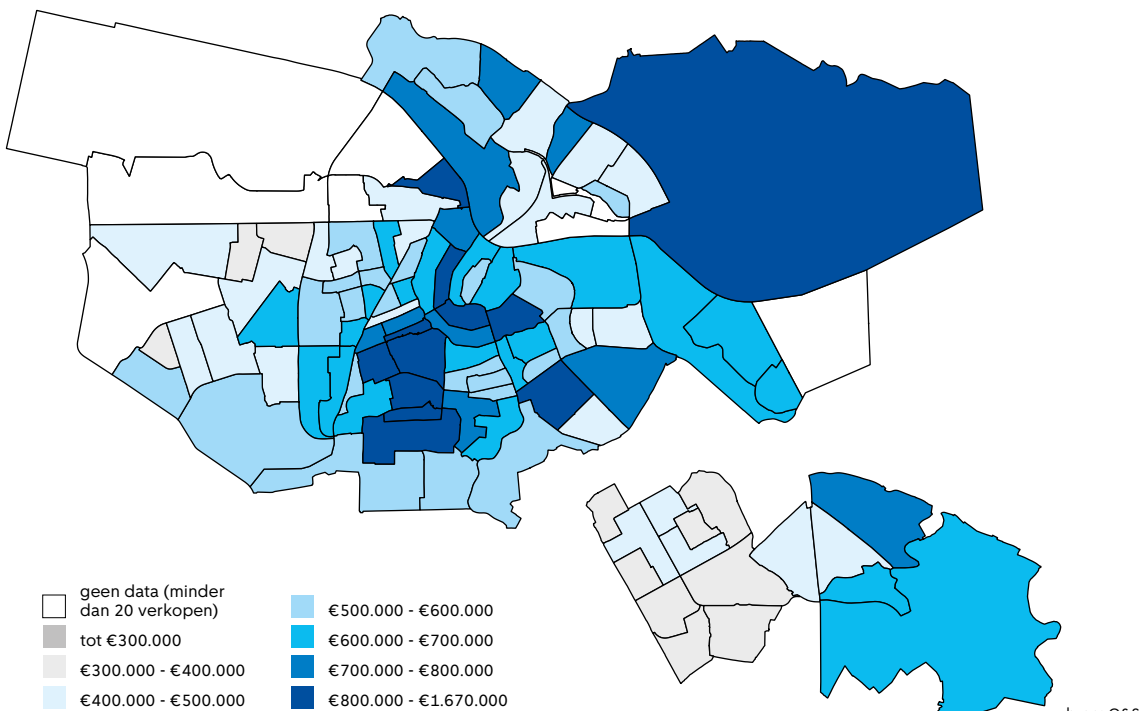 geen data (minder
dan 20 verkopen)
tot €300.000
€300.000 - €400.000
€400.000 - €500.000
€500.000 - €600.000
€600.000 - €700.000
€700.000 - €800.000
€800.000 - €1.670.000